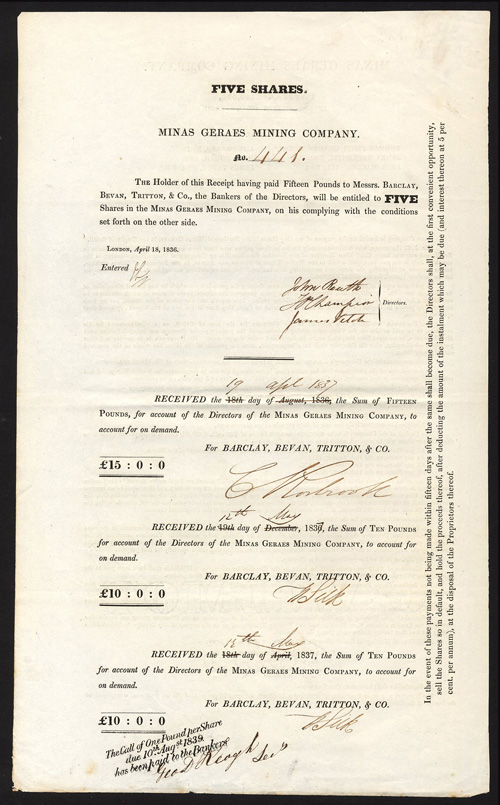 FIVE SHARES.
MINAS GERAES MINING COMPANY.
No. 441.
THE Holder of this Receipt having paid Fifteen Pounds to Messrs. BARCLAY,
BEVAN, TRITTON, & Co., the Bankers of the Directors, will be entitled to FIVE
Shares in the MINAS GERAES MINING COMPANY, on his complying with the conditions
set forth on the other side.
LONDON, April 18, 1836.
Entered
John
Champion
James Vetch
Directors.
19 apl 1837
RECEIVED the 18th day of August, 1836, the Sum of FIFTEEN
POUNDS, for account of the Directors of the MINAS GERAES MINING COMPANY, to
account for on demand.
For BARCLAY, BEVAN, TRITTON, & CO.
£15 : 0 : 0
12th May
RECEIVED the 19th day of December, 1837, the Sum of TEN POUNDS
for account of the Directors of the MINAS GERAES MINING COMPANY, to account for
on demand.
For BARCLAY, BEVAN, TRITTON, & CO.
£10 : 0 : 0
12th May
RECEIVED the 18th day of April, 1837, the Sum of TEN POUNDS
for account of the Directors of the MINAS GERAES MINING COMPANY, to account for
on demand.
For BARCLAY, BEVAN, TRITTON, & CO.
£10 : 0 : 0
The Call of One Pound per Share
due 10th Augst 1839.
has been paid to the Bankers
Geo D Keogh Secy
In the event of these payments not being made within fifteen days after the same shall become due, the Directors shall, at the first convenient opportunity,
sell the Shares so in default, and hold the proceeds thereof, after deducting the amount of the instalment which may be due (and interest thereon at 5 per
cent. per annum), at the disposal of the Proprietors thereof.